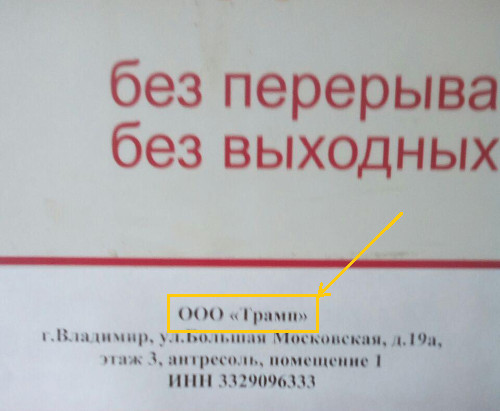 без перерыва
без выходных
ООО «Трамп»
г.Владимир, ул.Большая Московская, д.19а,
этаж 3, антресоль, помещение 1
ИНН 3329096333